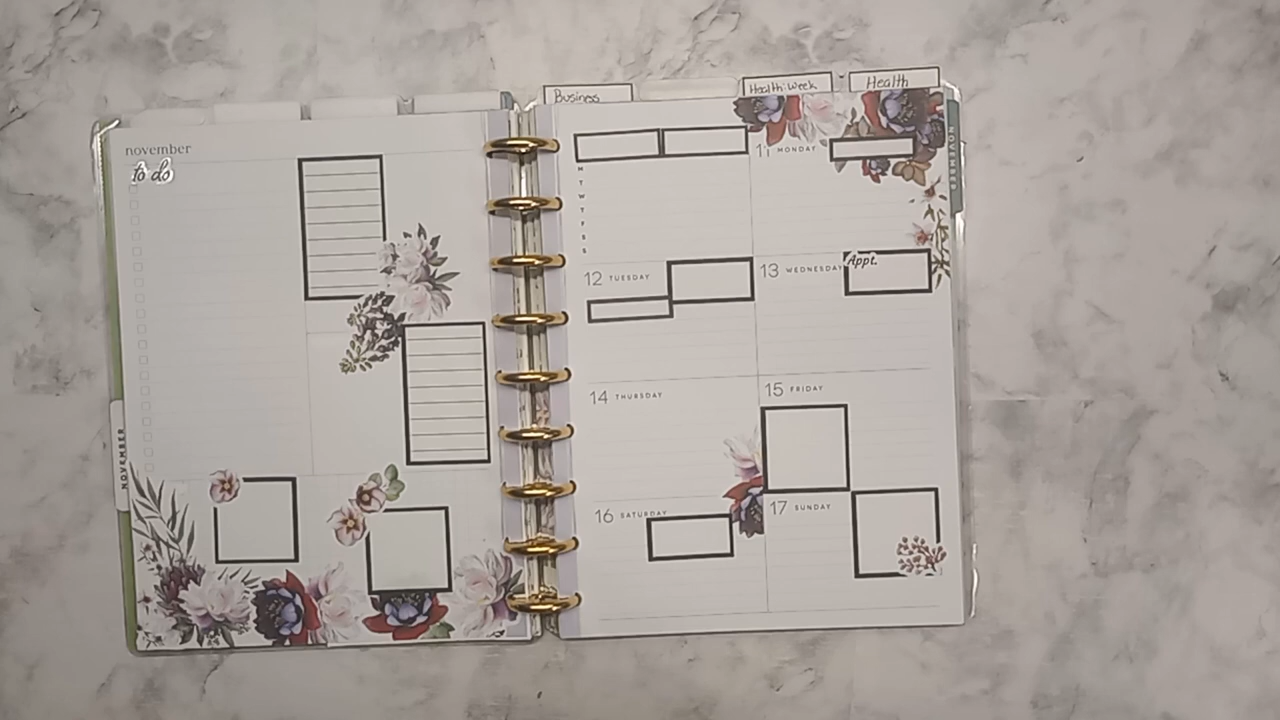 november
to do
NOVEMBER
Business
Health: Week
Health
NOVEMBER
M
T
W
T
F
S
S
11 MONDAY
12 TUESDAY
13 WEDNESDAY
Appt.
14 THURSDAY
15 FRIDAY
16 SATURDAY
17 SUNDAY